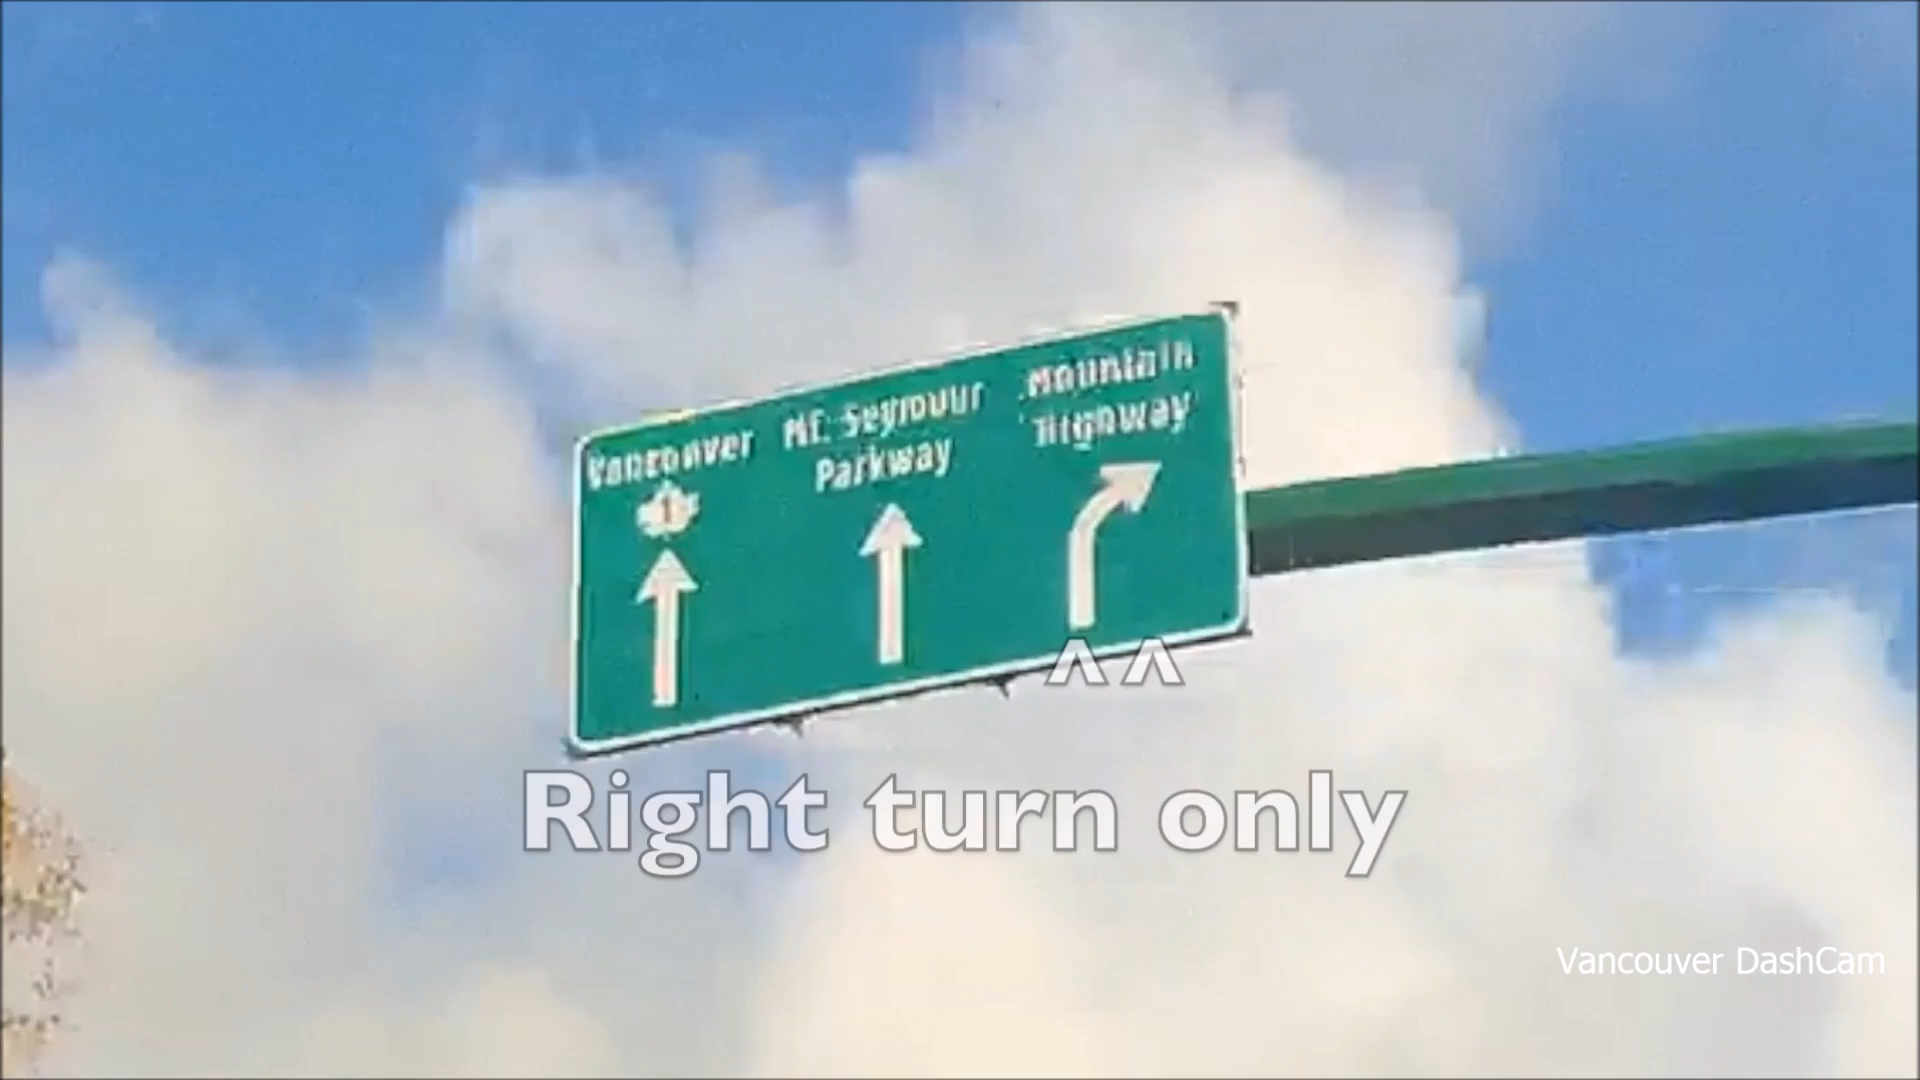 Vancouver
1
Mt. Seymour
Parkway
Mountain
Highway
^^
Right turn only
Vancouver DashCam